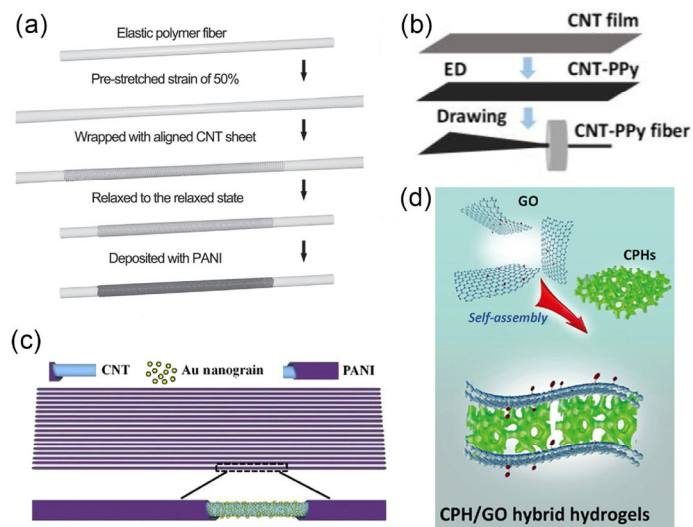 (a)
Elastic polymer fiber
Pre-stretched strain of 50%
Wrapped with aligned CNT sheet
Relaxed to the relaxed state
Deposited with PANI
(b)
CNT film
ED
CNT-PPy
Drawing
CNT-PPy fiber
(c)
CNT
Au nanograin
PANI
(d)
GO
CPHs
Self-assembly
CPH/GO hybrid hydrogels